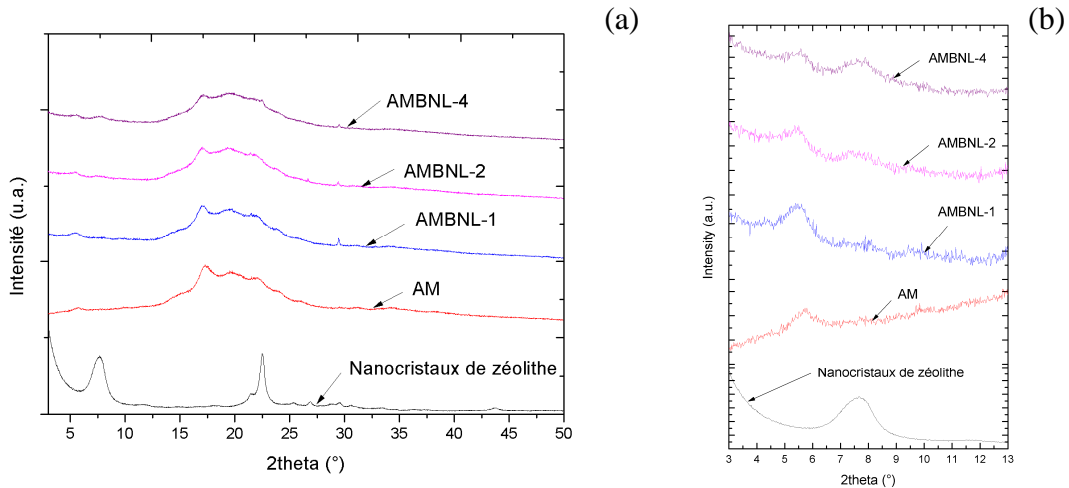 (a)
Intensité (u.a.)
AMBNL-4
AMBNL-2
AMBNL-1
AM
Nanocristaux de zéolithe
5 10 15 20 25 30 35 40 45 50
2theta (°)
(b)
Intensity (a.u.)
AMBNL-4
AMBNL-2
AMBNL-1
AM
Nanocristaux de zéolithe
3 4 5 6 7 8 9 10 11 12 13
2theta (°)